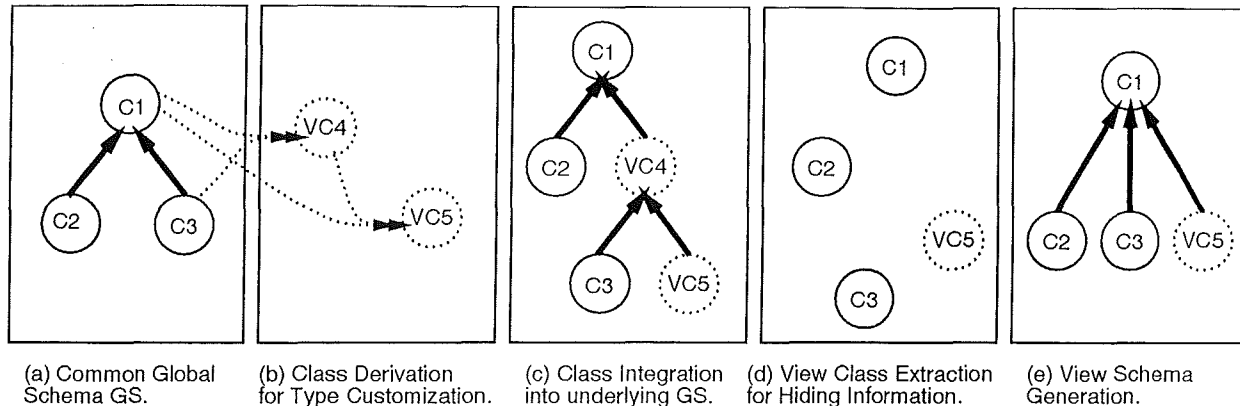 C1
C2
C3
VC4
VC5
C1
C2
VC4
C3
VC5
C1
C2
VC5
C3
C1
C2
C3
VC5
(a) Common Global
Schema GS.
(b) Class Derivation
for Type Customization.
(c) Class Integration
into underlying GS.
(d) View Class Extraction
for Hiding Information.
(e) View Schema
Generation.